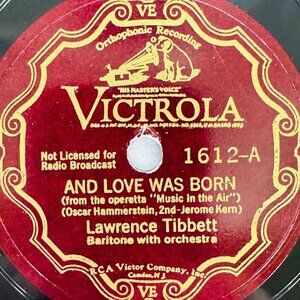 VE
Orthophonic Recording
"HIS MASTER'S VOICE"
VICTROLA
Not Licensed for
Radio Broadcast
1612-A
AND LOVE WAS BORN
(from the operetta "Music in the Air")
(Oscar Hammerstein, 2nd-Jerome Kern)
Lawrence Tibbett
Baritone with orchestra
RCA Victor Company, Inc.
Camden, N.J.
VE